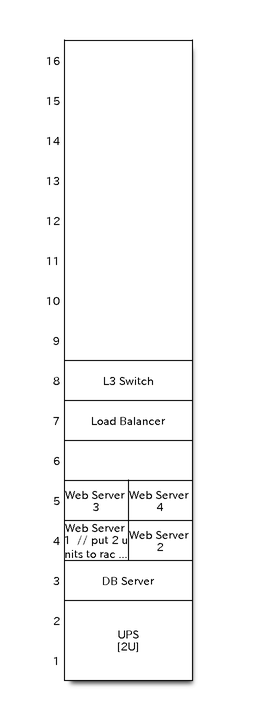 16
15
14
13
12
11
10
9
8 L3 Switch
7 Load Balancer
6
5 Web Server
3
Web Server
4
4 Web Server
1 // put 2 u
nits to rac ...
Web Server
2
3 DB Server
2
UPS
[2U]
1